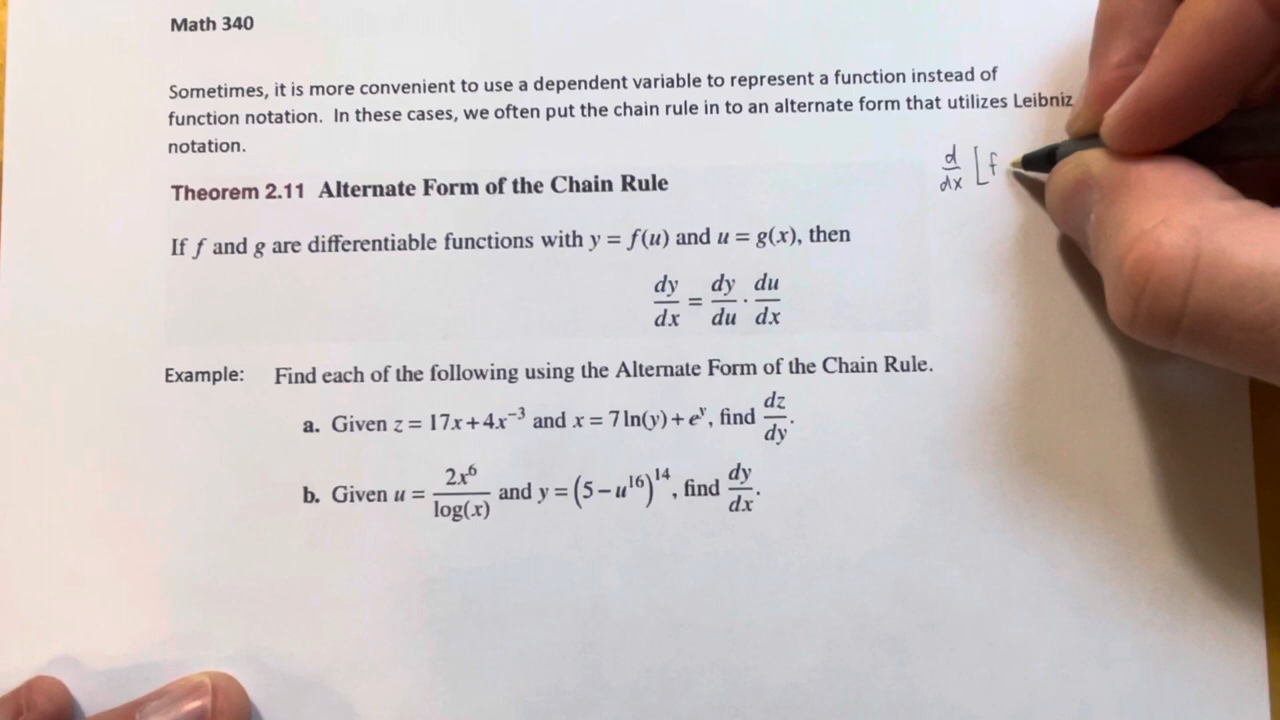 Math 340
Sometimes, it is more convenient to use a dependent variable to represent a function instead of
function notation. In these cases, we often put the chain rule in to an alternate form that utilizes Leibniz
notation.
d/dx [f
Theorem 2.11 Alternate Form of the Chain Rule
If f and g are differentiable functions with y = f(u) and u = g(x), then
dy/dx = dy/du · du/dx
Example: Find each of the following using the Alternate Form of the Chain Rule.
a. Given z = 17x + 4x⁻³ and x = 7 ln(y) + eʸ, find dz/dy.
b. Given u = 2x⁶/log(x) and y = (5 − u¹⁶)¹⁴, find dy/dx.